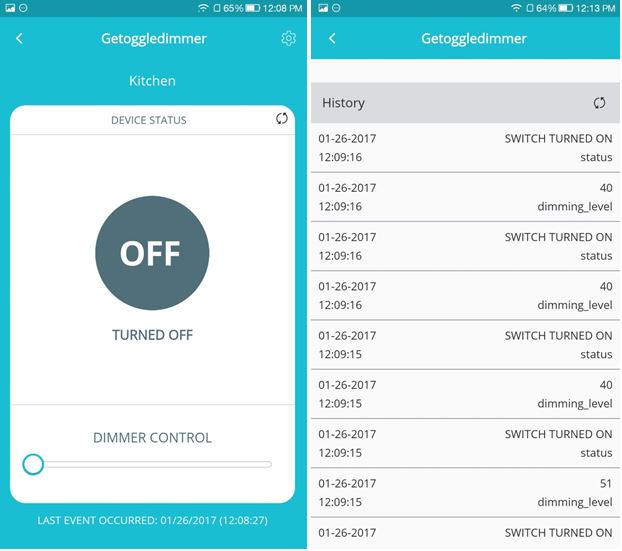 65% 12:08 PM
Getoggledimmer
Kitchen
DEVICE STATUS
OFF
TURNED OFF
DIMMER CONTROL
LAST EVENT OCCURRED: 01/26/2017 (12:08:27)
64% 12:13 PM
Getoggledimmer
History
01-26-2017 SWITCH TURNED ON
12:09:16 status
01-26-2017 40
12:09:16 dimming_level
01-26-2017 SWITCH TURNED ON
12:09:16 status
01-26-2017 40
12:09:16 dimming_level
01-26-2017 SWITCH TURNED ON
12:09:15 status
01-26-2017 40
12:09:15 dimming_level
01-26-2017 SWITCH TURNED ON
12:09:15 status
01-26-2017 51
12:09:15 dimming_level
01-26-2017 SWITCH TURNED ON